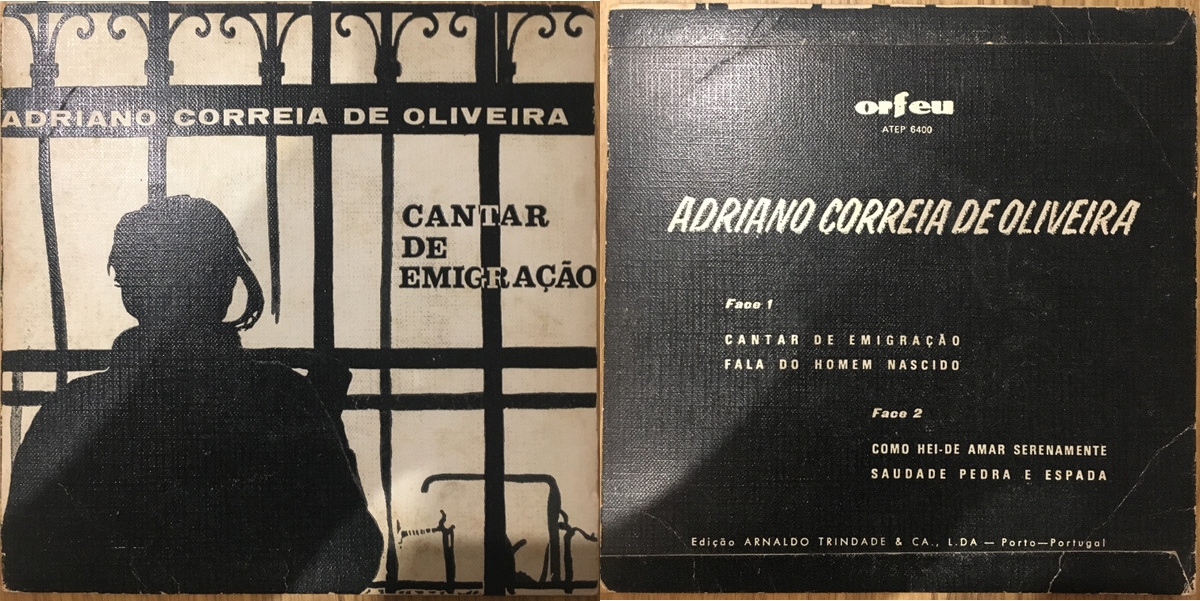 ADRIANO CORREIA DE OLIVEIRA
CANTAR
DE
EMIGRAÇÃO
orfeu
ATEP 6400
ADRIANO CORREIA DE OLIVEIRA
Face 1
CANTAR DE EMIGRAÇÃO
FALA DO HOMEM NASCIDO
Face 2
COMO HEI-DE AMAR SERENAMENTE
SAUDADE PEDRA E ESPADA
Edição ARNALDO TRINDADE & CA., L.DA — Porto—Portugal